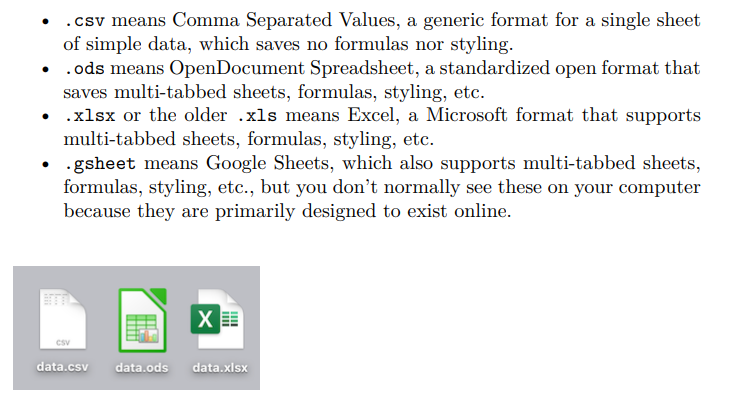 • .csv means Comma Separated Values, a generic format for a single sheet
of simple data, which saves no formulas nor styling.
• .ods means OpenDocument Spreadsheet, a standardized open format that
saves multi-tabbed sheets, formulas, styling, etc.
• .xlsx or the older .xls means Excel, a Microsoft format that supports
multi-tabbed sheets, formulas, styling, etc.
• .gsheet means Google Sheets, which also supports multi-tabbed sheets,
formulas, styling, etc., but you don’t normally see these on your computer
because they are primarily designed to exist online.
X
CSV
data.csv data.ods data.xlsx